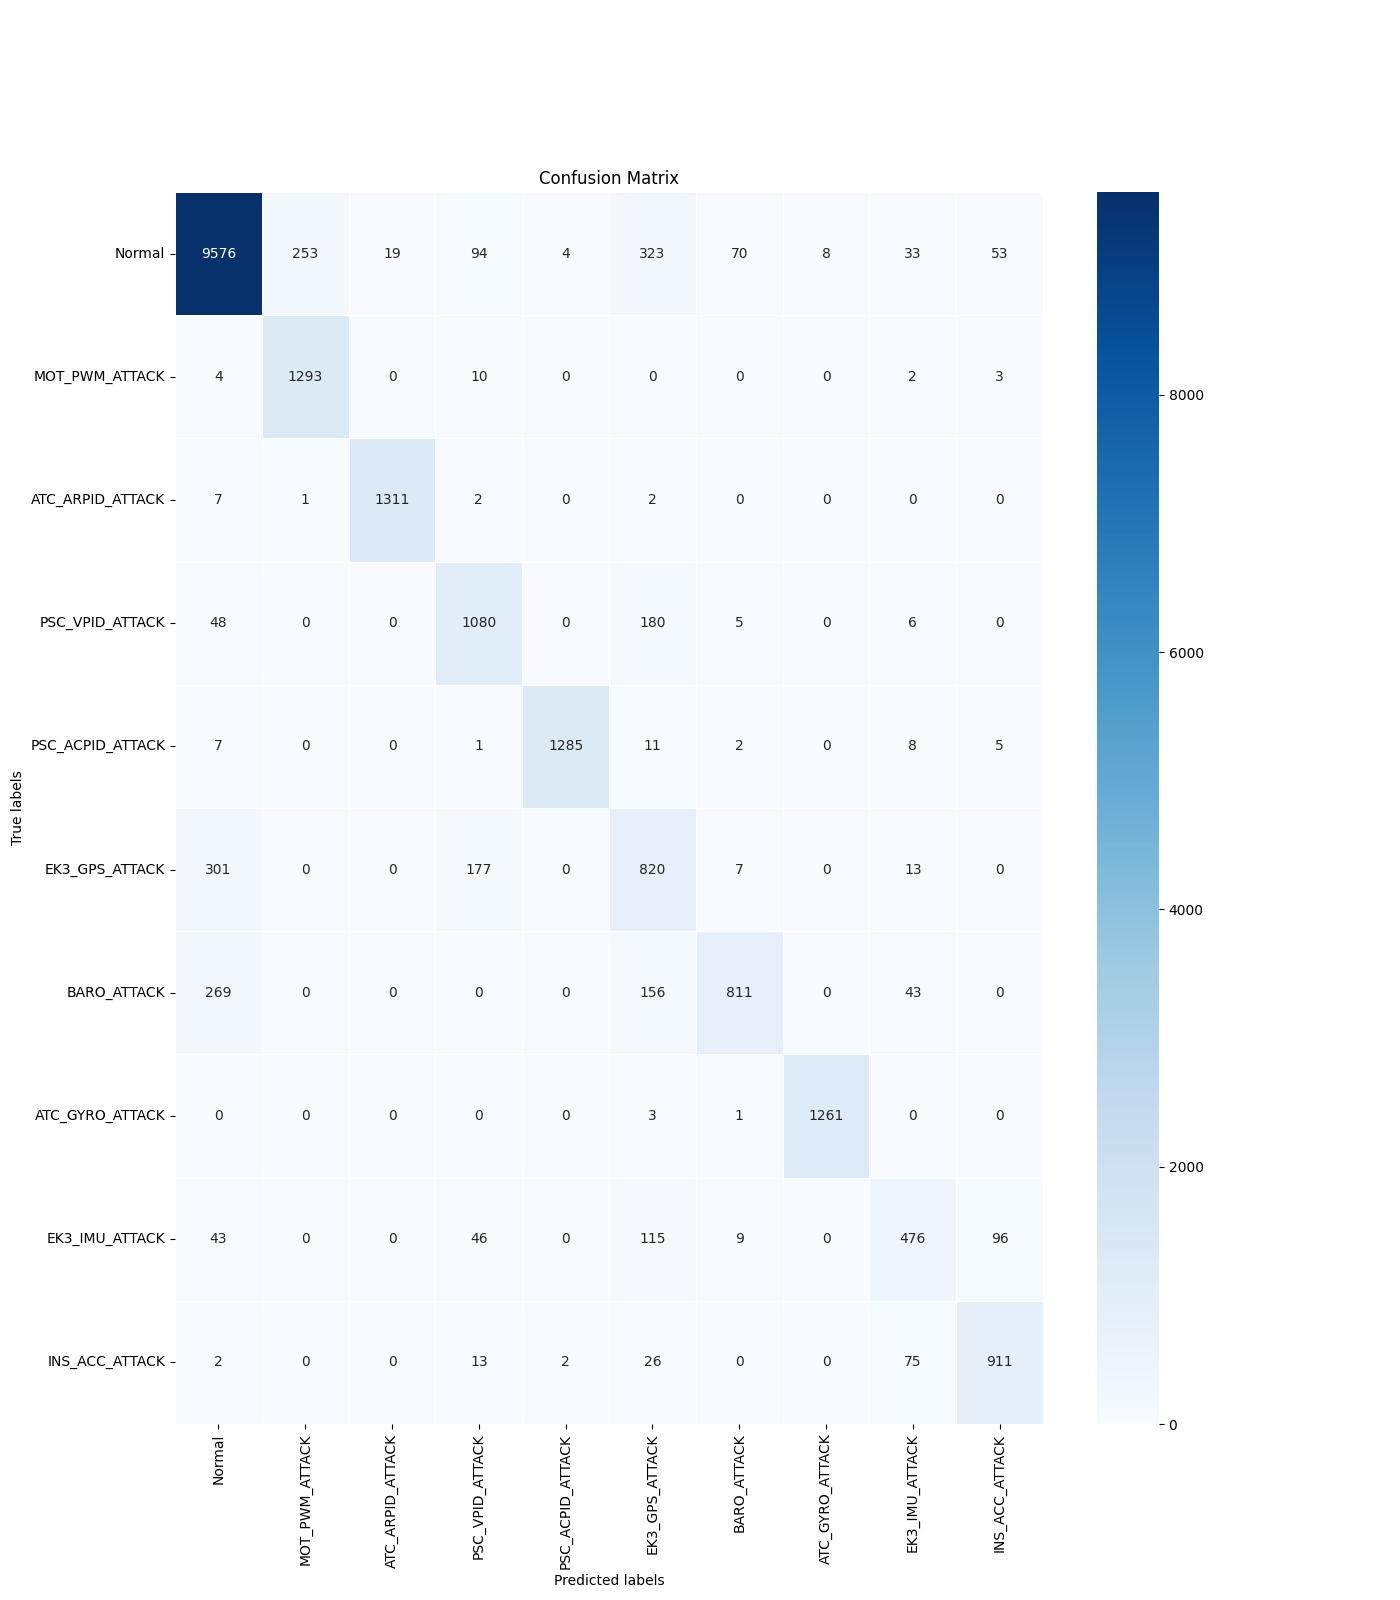 Confusion Matrix
Normal 9576 253 19 94 4 323 70 8 33 53
MOT_PWM_ATTACK 4 1293 0 10 0 0 0 0 2 3
8000
ATC_ARPID_ATTACK 7 1 1311 2 0 2 0 0 0 0
PSC_VPID_ATTACK 48 0 0 1080 0 180 5 0 6 0
6000
PSC_ACPID_ATTACK 7 0 0 1 1285 11 2 0 8 5
True labels
EK3_GPS_ATTACK 301 0 0 177 0 820 7 0 13 0
4000
BARO_ATTACK 269 0 0 0 0 156 811 0 43 0
ATC_GYRO_ATTACK 0 0 0 0 0 3 1 1261 0 0
2000
EK3_IMU_ATTACK 43 0 0 46 0 115 9 0 476 96
INS_ACC_ATTACK 2 0 0 13 2 26 0 0 75 911
0
Normal
MOT_PWM_ATTACK
ATC_ARPID_ATTACK
PSC_VPID_ATTACK
PSC_ACPID_ATTACK
EK3_GPS_ATTACK
BARO_ATTACK
ATC_GYRO_ATTACK
EK3_IMU_ATTACK
INS_ACC_ATTACK
Predicted labels